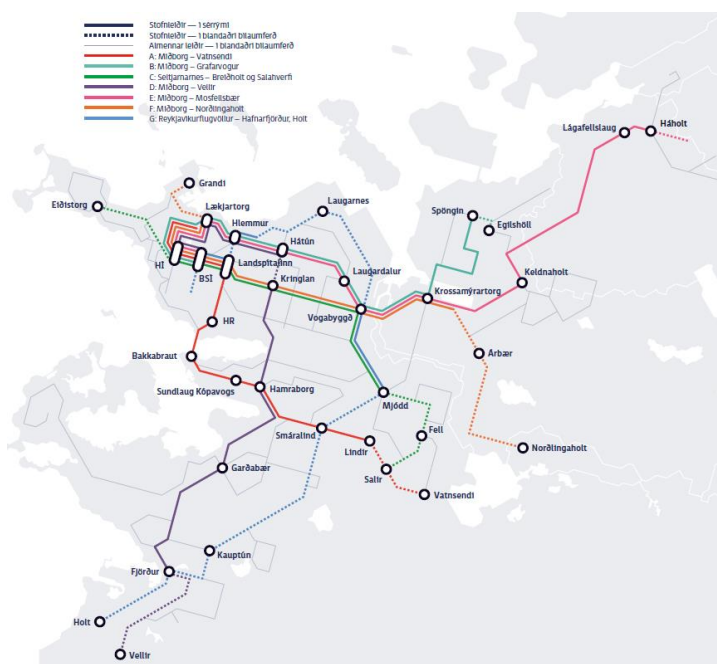 Stofnleiðir — Í sérrými
Stofnleiðir — Í blandaðri bílaumferð
Almennar leiðir — Í blandaðri bílaumferð
A: Miðborg – Vatnsendi
B: Miðborg – Grafarvogur
C: Seltjarnarnes – Breiðholt og Salahverfi
D: Miðborg – Vellir
E: Miðborg – Mosfellsbær
F: Miðborg – Norðlingaholt
G: Reykjavíkurflugvöllur – Hafnarfjörður, Holt
Háholt
Lágafellslaug
Grandi
Eiðistorg
Lækjartorg
Laugarnes
Spöngin
Hlemmur
Egilshöll
Hátún
HÍ
Landspítalinn
BSÍ
Kringlan
Laugardalur
Keldnaholt
Krossamýrartorg
Vogabyggð
HR
Bakkabraut
Árbær
Sundlaug Kópavogs
Hamraborg
Mjódd
Smáralind
Fell
Lindir
Norðlingaholt
Garðabær
Salir
Vatnsendi
Kauptún
Fjörður
Holt
Vellir